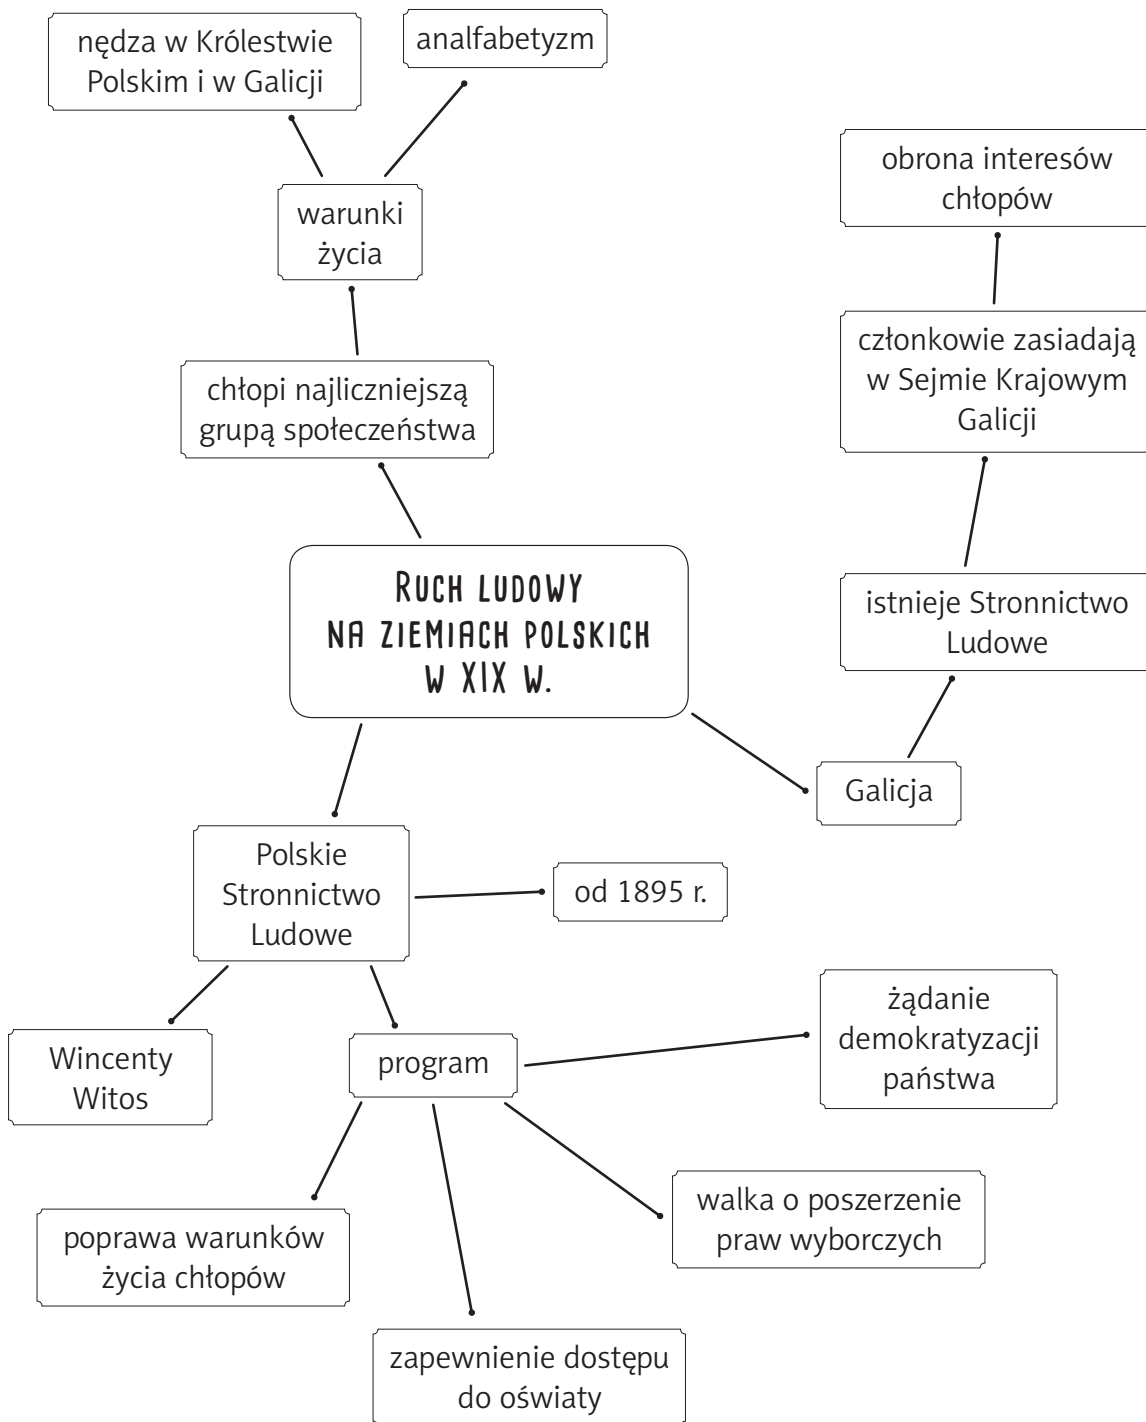 nędza w Królestwie
Polskim i w Galicji
analfabetyzm
warunki
życia
chłopi najliczniejszą
grupą społeczeństwa
obrona interesów
chłopów
członkowie zasiadają
w Sejmie Krajowym
Galicji
istnieje Stronnictwo
Ludowe
Galicja
RUCH LUDOWY
NA ZIEMIACH POLSKICH
W XIX W.
Polskie
Stronnictwo
Ludowe
od 1895 r.
Wincenty
Witos
program
żądanie
demokratyzacji
państwa
walka o poszerzenie
praw wyborczych
poprawa warunków
życia chłopów
zapewnienie dostępu
do oświaty